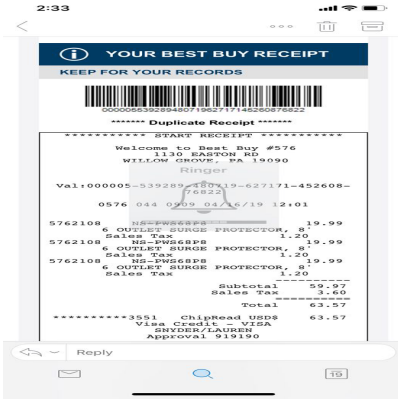 2:33
YOUR BEST BUY RECEIPT
KEEP FOR YOUR RECORDS
******* Duplicate Receipt *******
*********** START RECEIPT ***********
Welcome to Best Buy #576
1130 EASTON RD
WILLOW GROVE, PA 19090
Ringer
Val:000005-539289-480719-627171-452608-
76822
0576 044 0909 04/16/19 12:01
5762108 NS-PWS68P8 19.99
6 OUTLET SURGE PROTECTOR, 8'
Sales Tax 1.20
5762108 NS-PWS68P8 19.99
6 OUTLET SURGE PROTECTOR, 8'
Sales Tax 1.20
5762108 NS-PWS68P8 19.99
6 OUTLET SURGE PROTECTOR, 8'
Sales Tax 1.20
Subtotal 59.97
Sales Tax 3.60
Total 63.57
**********3551 ChipRead USD$ 63.57
Visa Credit - VISA
SNYDER/LAUREN
Approval 919190
Reply
19